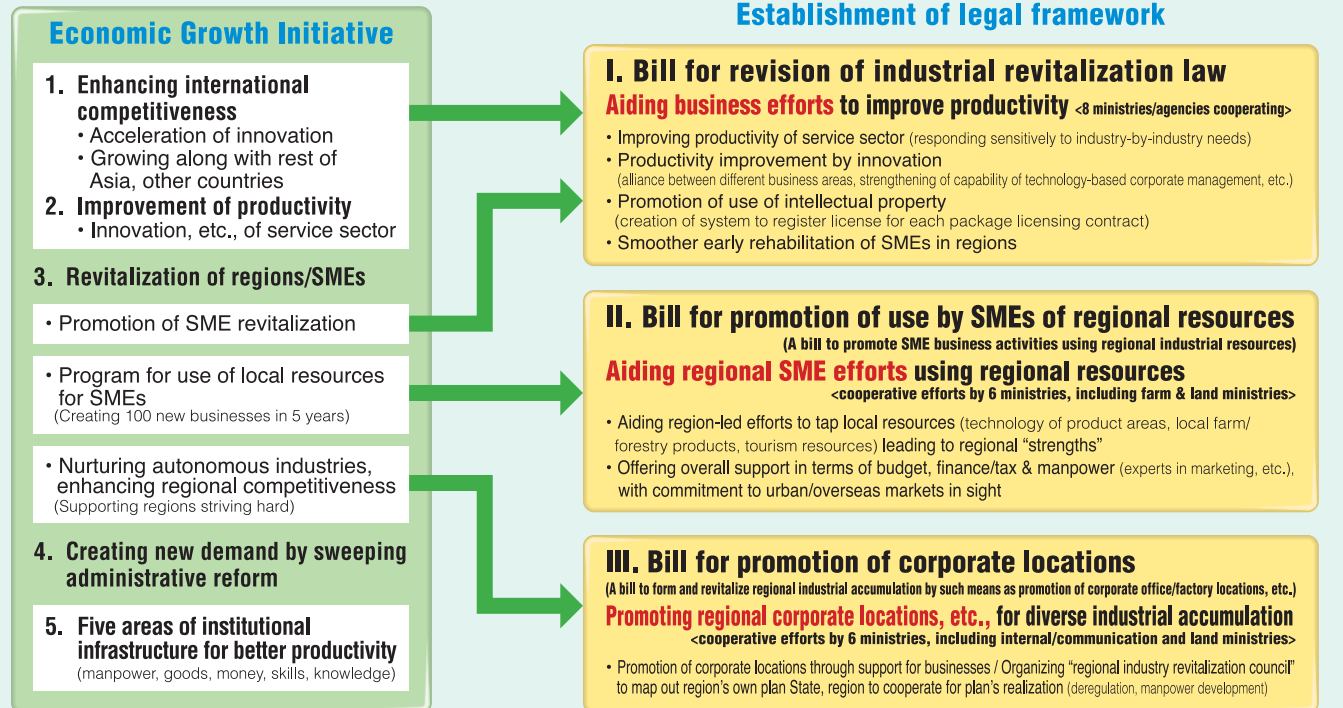 Economic Growth Initiative
1. Enhancing international
competitiveness
• Acceleration of innovation
• Growing along with rest of
Asia, other countries
2. Improvement of productivity
• Innovation, etc., of service sector
3. Revitalization of regions/SMEs
• Promotion of SME revitalization
• Program for use of local resources
for SMEs
(Creating 100 new businesses in 5 years)
• Nurturing autonomous industries,
enhancing regional competitiveness
(Supporting regions striving hard)
4. Creating new demand by sweeping
administrative reform
5. Five areas of institutional
infrastructure for better productivity
(manpower, goods, money, skills, knowledge)
Establishment of legal framework
I. Bill for revision of industrial revitalization law
Aiding business efforts to improve productivity <8 ministries/agencies cooperating>
• Improving productivity of service sector (responding sensitively to industry-by-industry needs)
• Productivity improvement by innovation
(alliance between different business areas, strengthening of capability of technology-based corporate management, etc.)
• Promotion of use of intellectual property
(creation of system to register license for each package licensing contract)
• Smoother early rehabilitation of SMEs in regions
II. Bill for promotion of use by SMEs of regional resources
(A bill to promote SME business activities using regional industrial resources)
Aiding regional SME efforts using regional resources
<cooperative efforts by 6 ministries, including farm & land ministries>
• Aiding region-led efforts to tap local resources (technology of product areas, local farm/
forestry products, tourism resources) leading to regional “strengths”
• Offering overall support in terms of budget, finance/tax & manpower (experts in marketing, etc.),
with commitment to urban/overseas markets in sight
III. Bill for promotion of corporate locations
(A bill to form and revitalize regional industrial accumulation by such means as promotion of corporate office/factory locations, etc.)
Promoting regional corporate locations, etc., for diverse industrial accumulation
<cooperative efforts by 6 ministries, including internal/communication and land ministries>
• Promotion of corporate locations through support for businesses / Organizing “regional industry revitalization council”
to map out region's own plan State, region to cooperate for plan's realization (deregulation, manpower development)